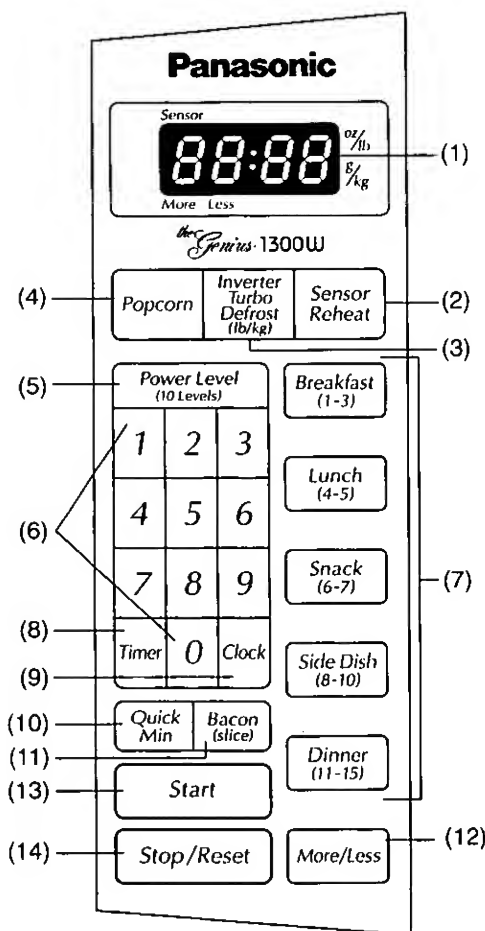 Panasonic
Sensor
88:88
oz/lb
g/kg
(1)
More Less
the Genius 1300W
(4)
Popcorn
Inverter
Turbo
Defrost
(lb/kg)
Sensor
Reheat
(2)
(3)
(5)
Power Level
(10 Levels)
Breakfast
(1-3)
1 2 3
Lunch
(4-5)
4 5 6
(6)
Snack
(6-7)
(7)
7 8 9
(8)
Timer 0 Clock
(9)
Side Dish
(8-10)
(10)
Quick
Min
Bacon
(slice)
(11)
Dinner
(11-15)
(13)
Start
(14)
Stop/Reset
More/Less
(12)